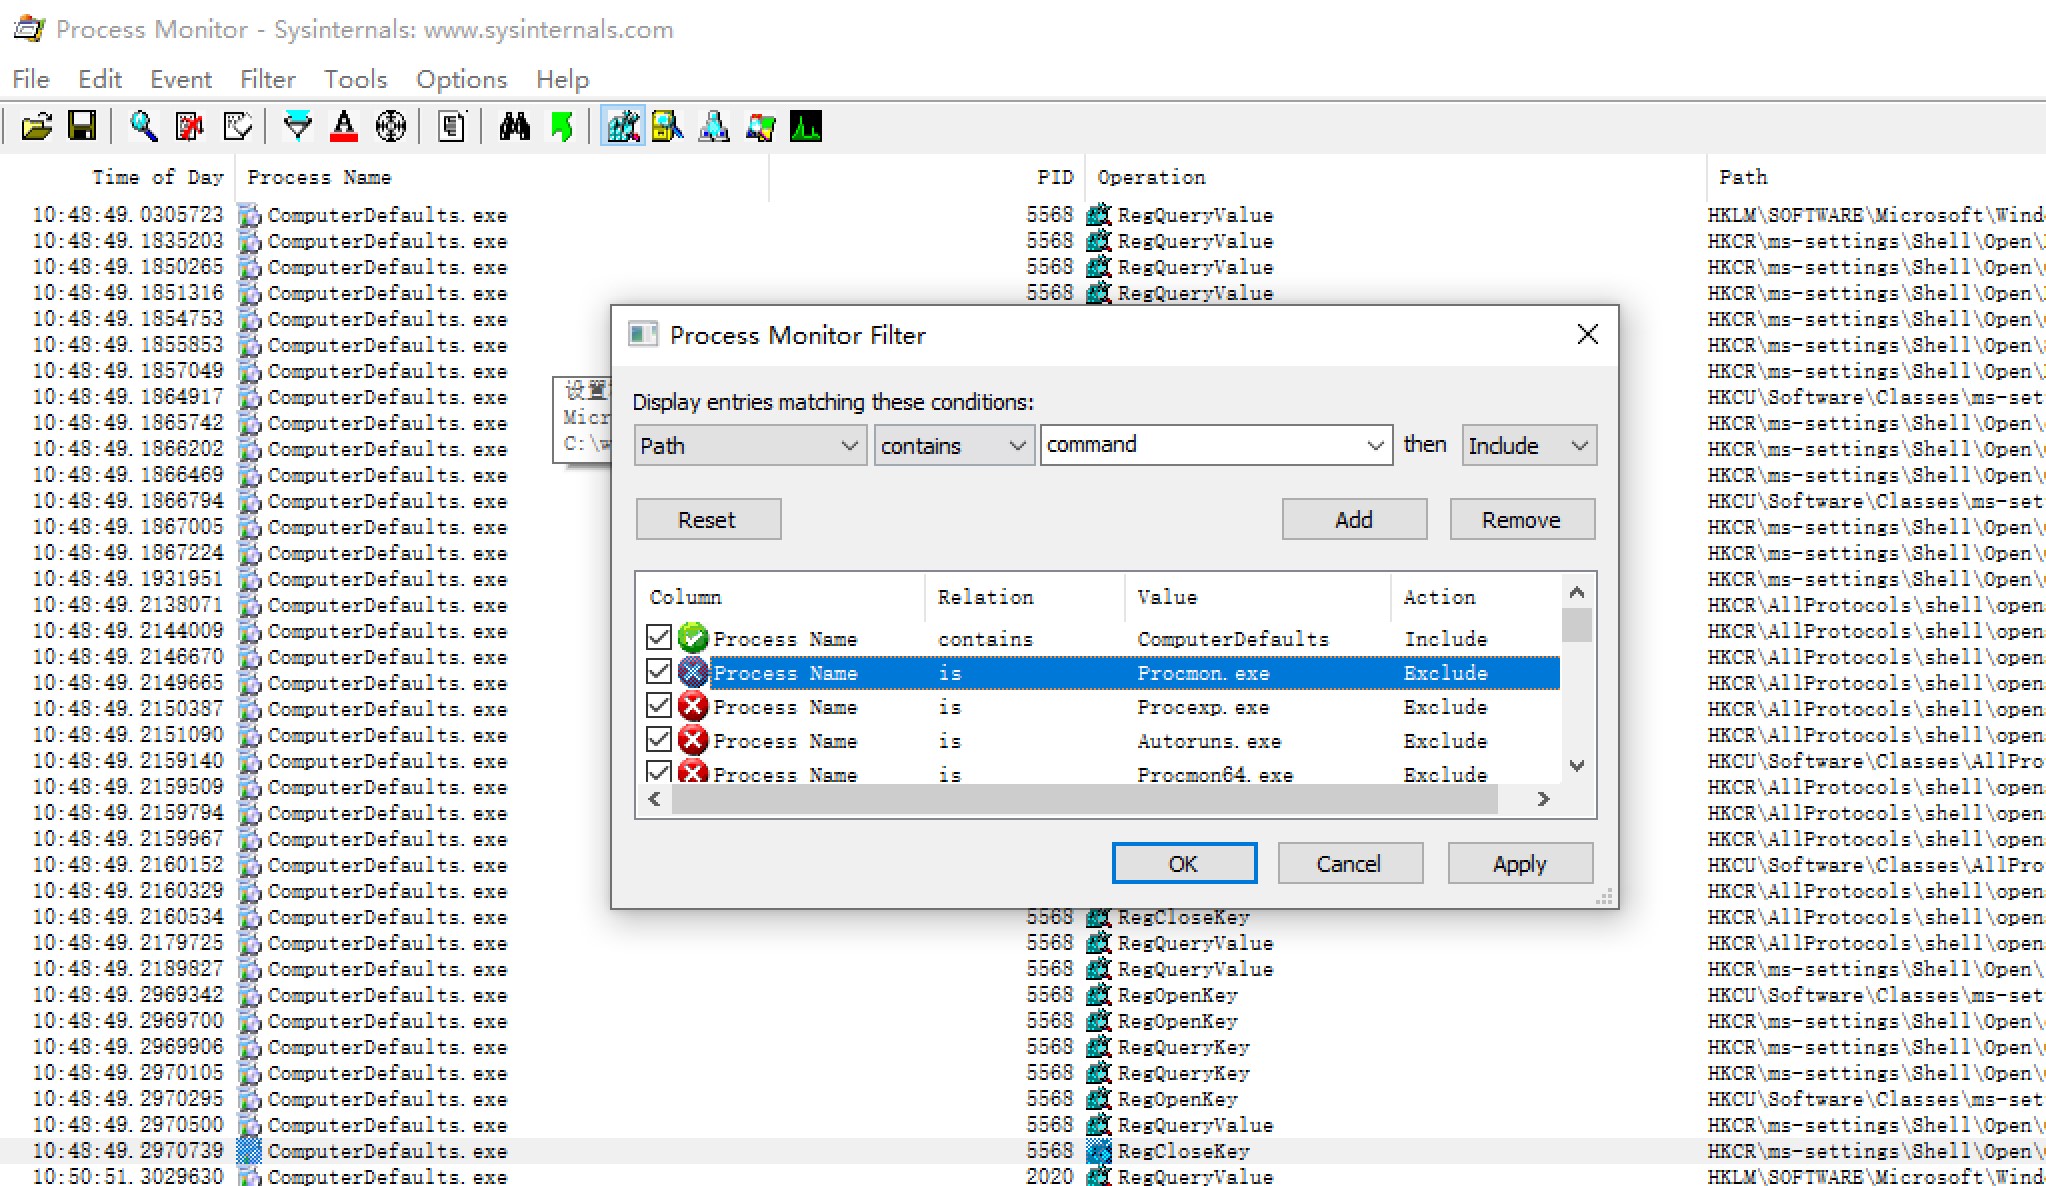 Process Monitor - Sysinternals: www.sysinternals.com
File Edit Event Filter Tools Options Help
Time of Day Process Name PID Operation Path
10:48:49.0305723 ComputerDefaults.exe 5568 RegQueryValue HKLM\SOFTWARE\Microsoft\Wind
10:48:49.1835203 ComputerDefaults.exe 5568 RegQueryValue HKCR\ms-settings\Shell\Open\
10:48:49.1850265 ComputerDefaults.exe 5568 RegQueryValue HKCR\ms-settings\Shell\Open\
10:48:49.1851316 ComputerDefaults.exe 5568 RegQueryValue HKCR\ms-settings\Shell\Open\
10:48:49.1854753 ComputerDefaults.exe HKCR\ms-settings\Shell\Open\
10:48:49.1855853 ComputerDefaults.exe HKCR\ms-settings\Shell\Open\
10:48:49.1857049 ComputerDefaults.exe HKCR\ms-settings\Shell\Open\
10:48:49.1864917 ComputerDefaults.exe HKCU\Software\Classes\ms-set
10:48:49.1865742 ComputerDefaults.exe HKCR\ms-settings\Shell\Open\
10:48:49.1866202 ComputerDefaults.exe HKCR\ms-settings\Shell\Open\
10:48:49.1866469 ComputerDefaults.exe HKCR\ms-settings\Shell\Open\
10:48:49.1866794 ComputerDefaults.exe HKCU\Software\Classes\ms-set
10:48:49.1867005 ComputerDefaults.exe HKCR\ms-settings\Shell\Open\
10:48:49.1867224 ComputerDefaults.exe HKCR\ms-settings\Shell\Open\
10:48:49.1931951 ComputerDefaults.exe HKCR\ms-settings\Shell\Open\
10:48:49.2138071 ComputerDefaults.exe HKCR\AllProtocols\shell\open
10:48:49.2144009 ComputerDefaults.exe HKCR\AllProtocols\shell\open
10:48:49.2146670 ComputerDefaults.exe HKCR\AllProtocols\shell\open
10:48:49.2149665 ComputerDefaults.exe HKCR\AllProtocols\shell\open
10:48:49.2150387 ComputerDefaults.exe HKCR\AllProtocols\shell\open
10:48:49.2151090 ComputerDefaults.exe HKCR\AllProtocols\shell\open
10:48:49.2159140 ComputerDefaults.exe HKCU\Software\Classes\AllPro
10:48:49.2159509 ComputerDefaults.exe HKCR\AllProtocols\shell\open
10:48:49.2159794 ComputerDefaults.exe HKCR\AllProtocols\shell\open
10:48:49.2159967 ComputerDefaults.exe HKCR\AllProtocols\shell\open
10:48:49.2160152 ComputerDefaults.exe HKCU\Software\Classes\AllPro
10:48:49.2160329 ComputerDefaults.exe HKCR\AllProtocols\shell\open
10:48:49.2160534 ComputerDefaults.exe 5568 RegCloseKey HKCR\AllProtocols\shell\open
10:48:49.2179725 ComputerDefaults.exe 5568 RegQueryValue HKCR\AllProtocols\shell\open
10:48:49.2189827 ComputerDefaults.exe 5568 RegQueryValue HKCR\ms-settings\Shell\Open\
10:48:49.2969342 ComputerDefaults.exe 5568 RegOpenKey HKCU\Software\Classes\ms-set
10:48:49.2969700 ComputerDefaults.exe 5568 RegOpenKey HKCR\ms-settings\Shell\Open\
10:48:49.2969906 ComputerDefaults.exe 5568 RegQueryKey HKCR\ms-settings\Shell\Open\
10:48:49.2970105 ComputerDefaults.exe 5568 RegQueryKey HKCR\ms-settings\Shell\Open\
10:48:49.2970295 ComputerDefaults.exe 5568 RegOpenKey HKCU\Software\Classes\ms-set
10:48:49.2970500 ComputerDefaults.exe 5568 RegQueryValue HKCR\ms-settings\Shell\Open\
10:48:49.2970739 ComputerDefaults.exe 5568 RegCloseKey HKCR\ms-settings\Shell\Open\
10:50:51.3029630 ComputerDefaults.exe 2020 RegQueryValue HKLM\SOFTWARE\Microsoft\Wind
设置
Micr
C:\w
Process Monitor Filter
Display entries matching these conditions:
Path contains command then Include
Reset Add Remove
Column Relation Value Action
Process Name contains ComputerDefaults Include
Process Name is Procmon.exe Exclude
Process Name is Procexp.exe Exclude
Process Name is Autoruns.exe Exclude
Process Name is Procmon64.exe Exclude
OK Cancel Apply